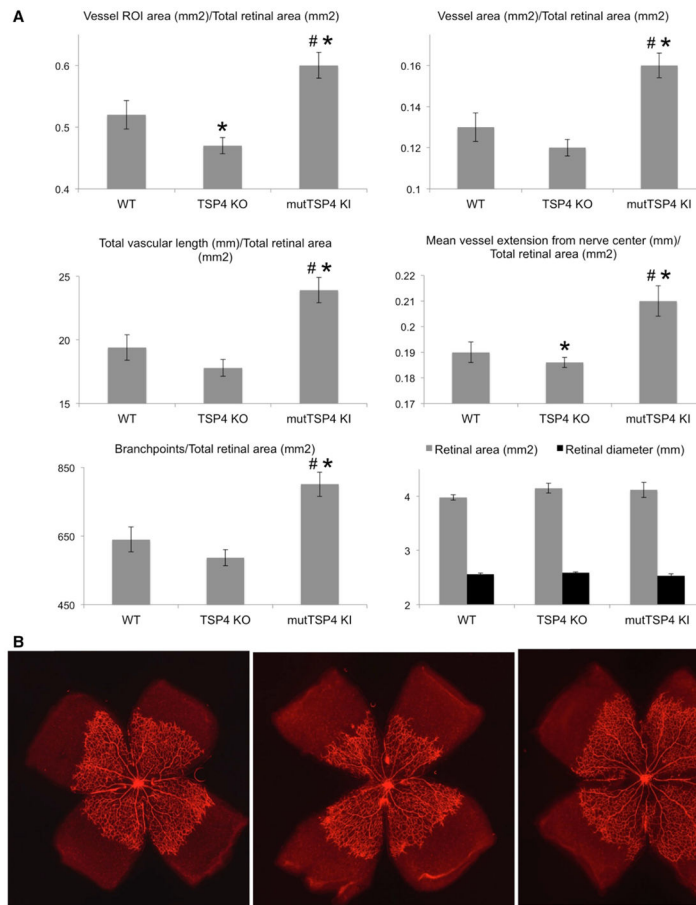 A
Vessel ROI area (mm2)/Total retinal area (mm2)
0.6
0.5
0.4
# *
*
WT
TSP4 KO
mutTSP4 KI
Vessel area (mm2)/Total retinal area (mm2)
0.16
0.14
0.12
0.1
# *
WT
TSP4 KO
mutTSP4 KI
Total vascular length (mm)/Total retinal area
(mm2)
25
20
15
# *
WT
TSP4 KO
mutTSP4 KI
Mean vessel extension from nerve center (mm)/
Total retinal area (mm2)
0.22
0.21
0.2
0.19
0.18
0.17
# *
*
WT
TSP4 KO
mutTSP4 KI
Branchpoints/Total retinal area (mm2)
850
650
450
# *
WT
TSP4 KO
mutTSP4 KI
Retinal area (mm2)
Retinal diameter (mm)
4
3
2
WT
TSP4 KO
mutTSP4 KI
B